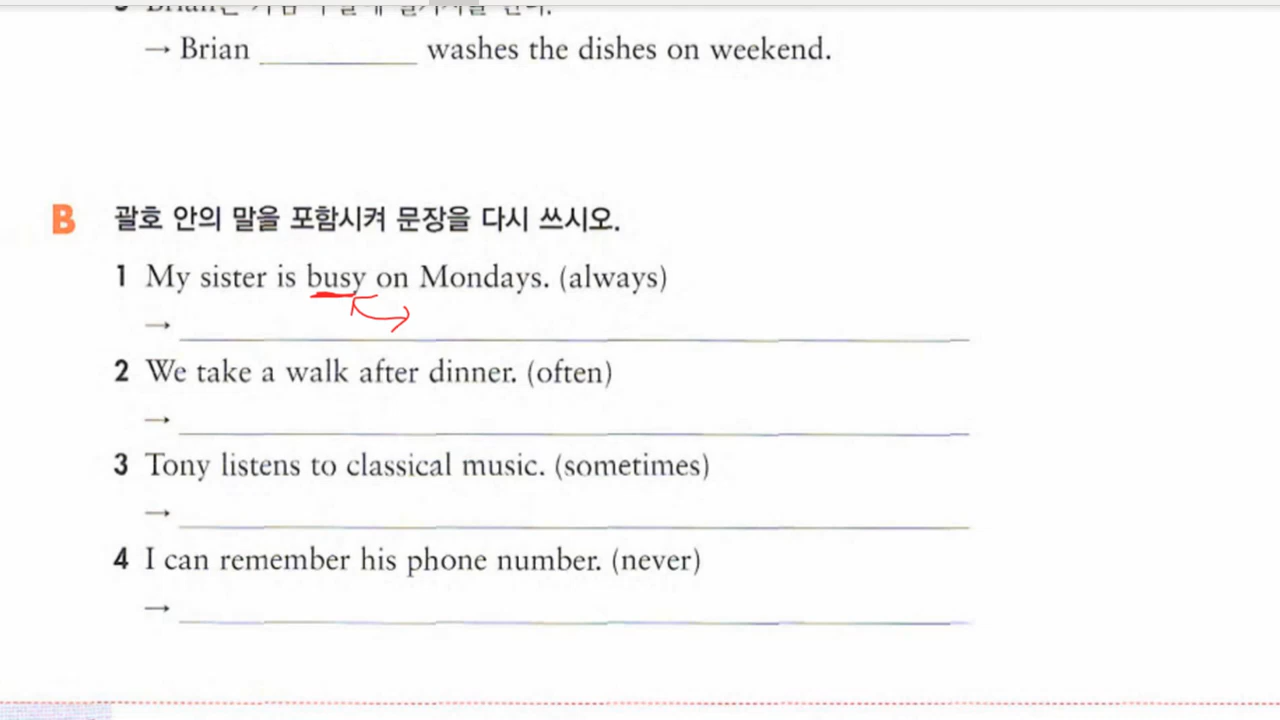 → Brian ________ washes the dishes on weekend.
B 괄호 안의 말을 포함시켜 문장을 다시 쓰시오.
1 My sister is busy on Mondays. (always)
→
2 We take a walk after dinner. (often)
→
3 Tony listens to classical music. (sometimes)
→
4 I can remember his phone number. (never)
→